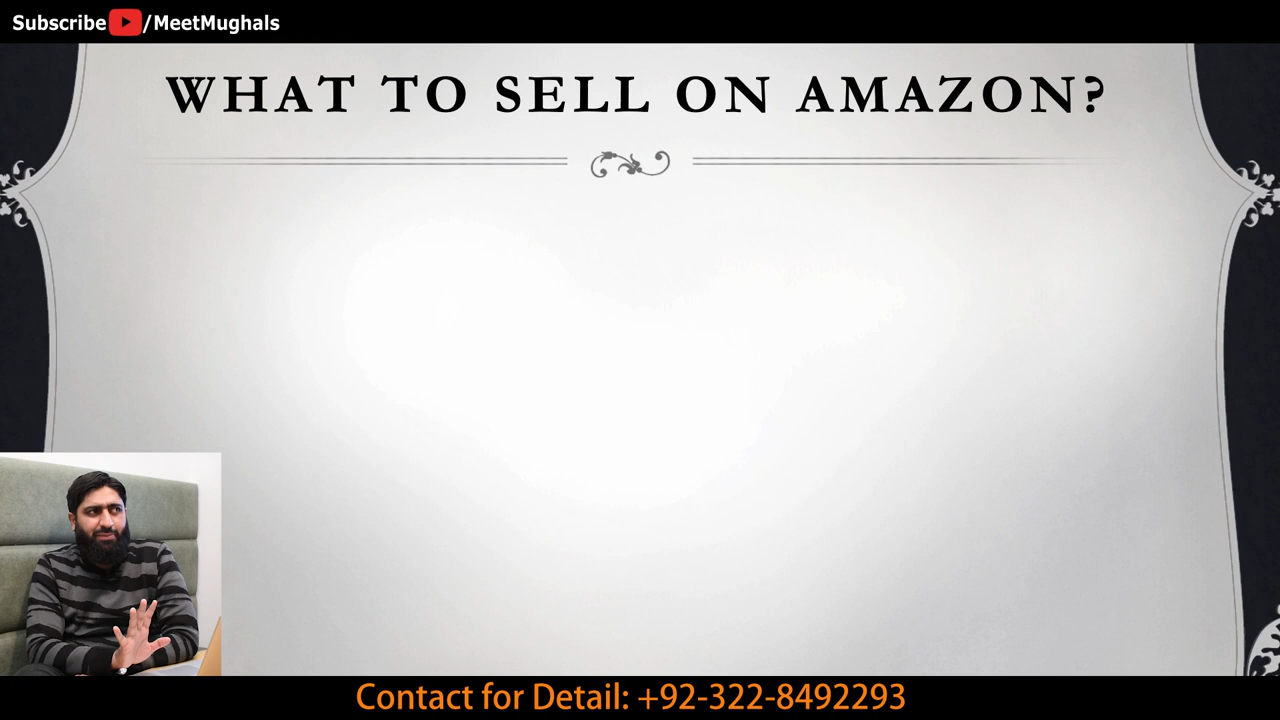 Subscribe /MeetMughals
WHAT TO SELL ON AMAZON?
Contact for Detail: +92-322-8492293